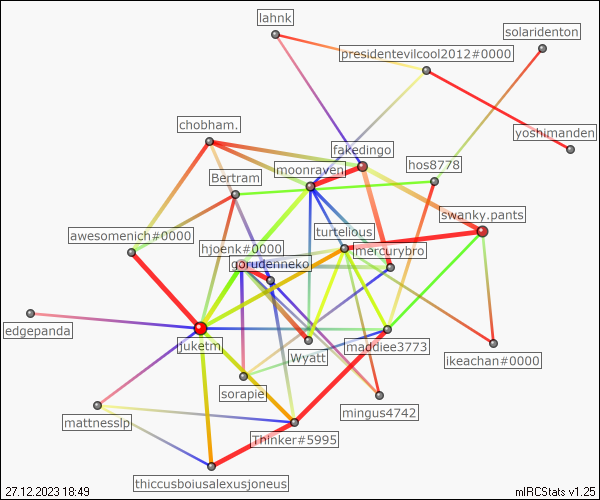 lahnk
solaridenton
presidentevilcool2012#0000
chobham.
yoshimanden
fakedingo
moonraven
hos8778
Bertram
swanky.pants
awesomenich#0000
turtelious
hjoenk#0000
mercurybro
gorudenneko
edgepanda
juketm
Wyatt
maddiee3773
ikeachan#0000
sorapie
mingus4742
mattnesslp
Thinker#5995
thiccusboiusalexusjoneus
27.12.2023 18:49
mIRCStats v1.25